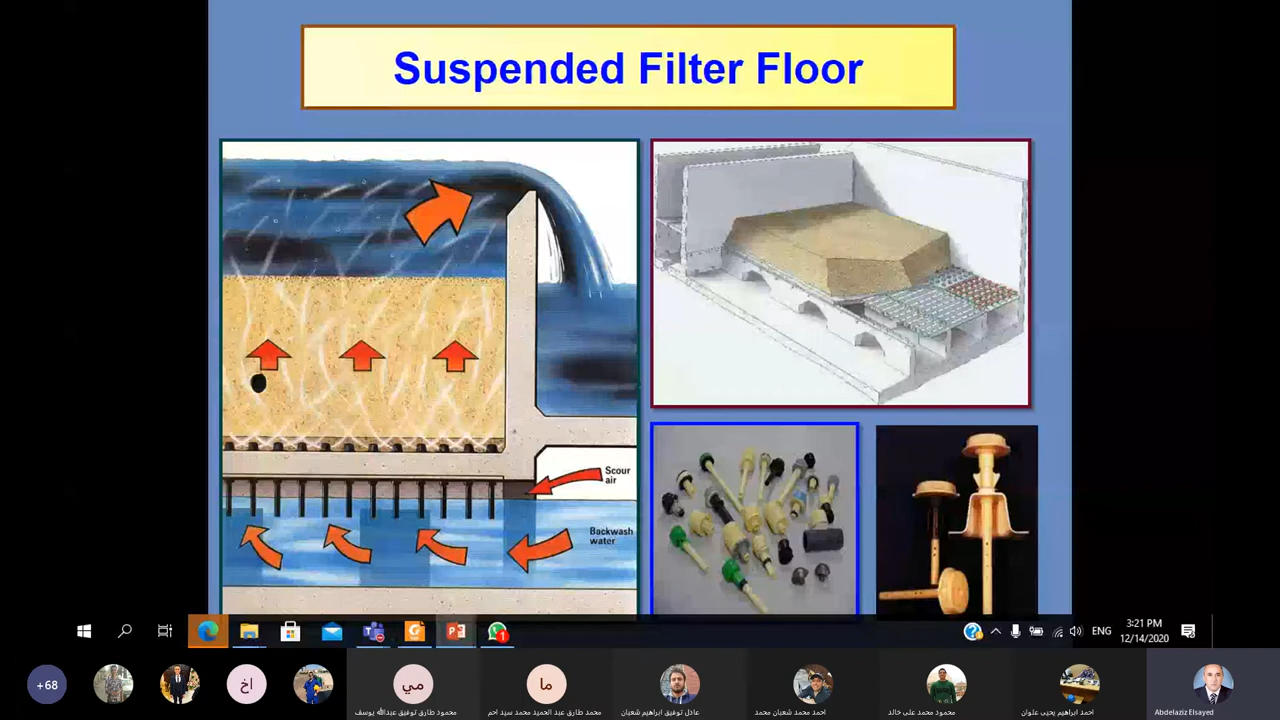 Suspended Filter Floor
Scour
air
Backwash
water
ENG
3:21 PM
12/14/2020
1
+68
اخ
مي
ما
محمود طارق توفيق عبدالله يوسف
محمد طارق عبد الحميد محمد سيد احم
عادل توفيق ابراهيم شعبان
احمد محمد شعبان محمد
محمود محمد على خالد
احمد ابراهيم يحيى علوان
Abdelaziz Elsayed